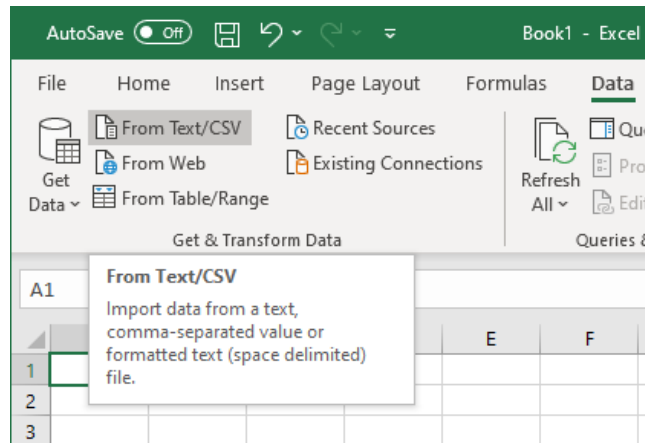 AutoSave Off Book1 - Excel
File Home Insert Page Layout Formulas Data
From Text/CSV Recent Sources
From Web Existing Connections
From Table/Range
Get
Data
Refresh
All
Get & Transform Data Queries &
From Text/CSV
Import data from a text,
comma-separated value or
formatted text (space delimited)
file.
A1
E F
1
2
3